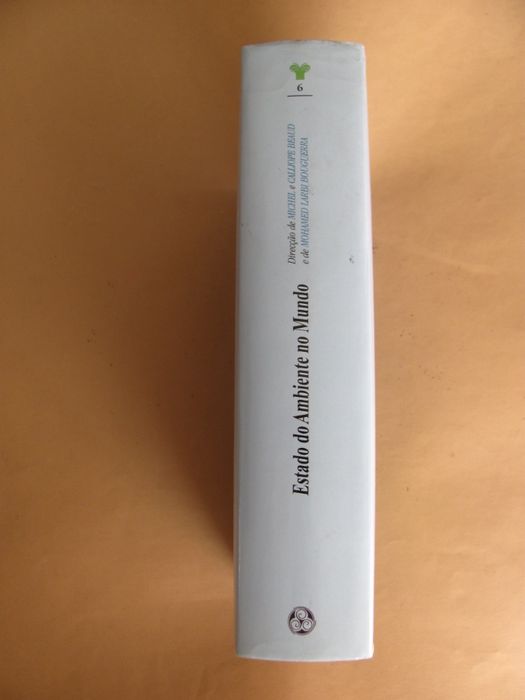 6
Direcção de MICHEL e CALLIOPE BEAUD
e de MOHAMED LARBI BOUGUERRA
Estado do Ambiente no Mundo